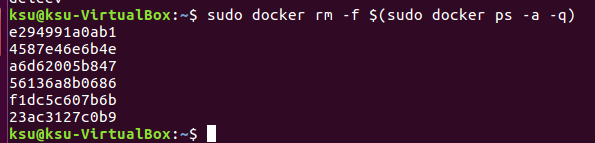 ksu@ksu-VirtualBox:~$ sudo docker rm -f $(sudo docker ps -a -q)
e294991a0ab1
4587e46e6b4e
a6d62005b847
56136a8b0686
f1dc5c607b6b
23ac3127c0b9
ksu@ksu-VirtualBox:~$